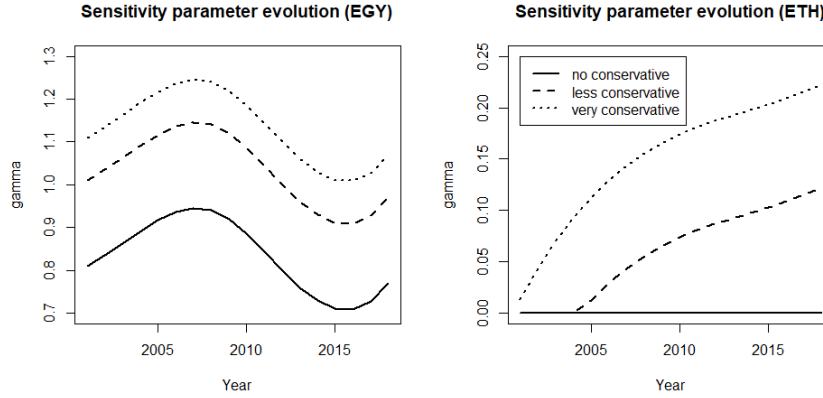 Sensitivity parameter evolution (EGY)
gamma
1.3
1.2
1.1
1.0
0.9
0.8
0.7
2005 2010 2015
Year
Sensitivity parameter evolution (ETH)
gamma
0.25
0.20
0.15
0.10
0.05
0.00
no conservative
less conservative
very conservative
2005 2010 2015
Year